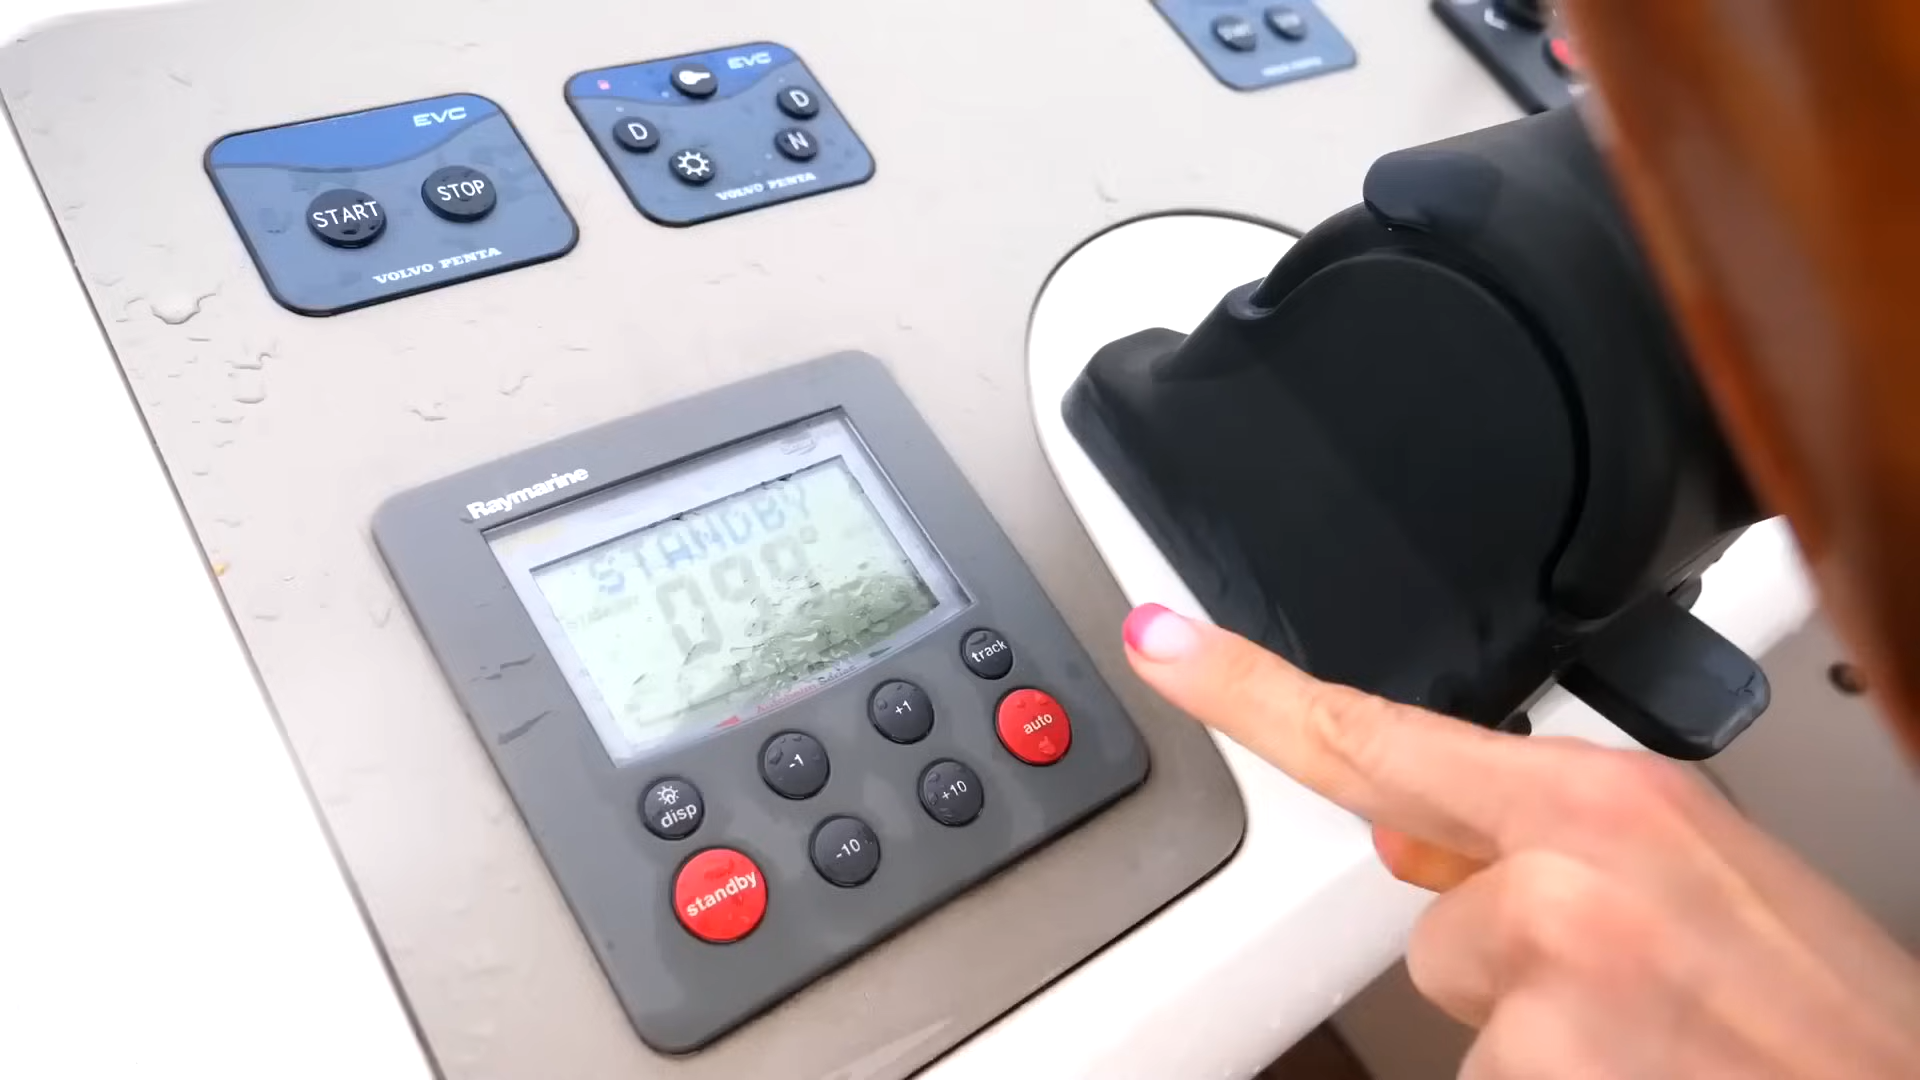 EVC
START STOP
VOLVO PENTA
EVC
D D
N
VOLVO PENTA
Raymarine
STANDBY
track
+1 auto
-1
disp +10
-10
standby